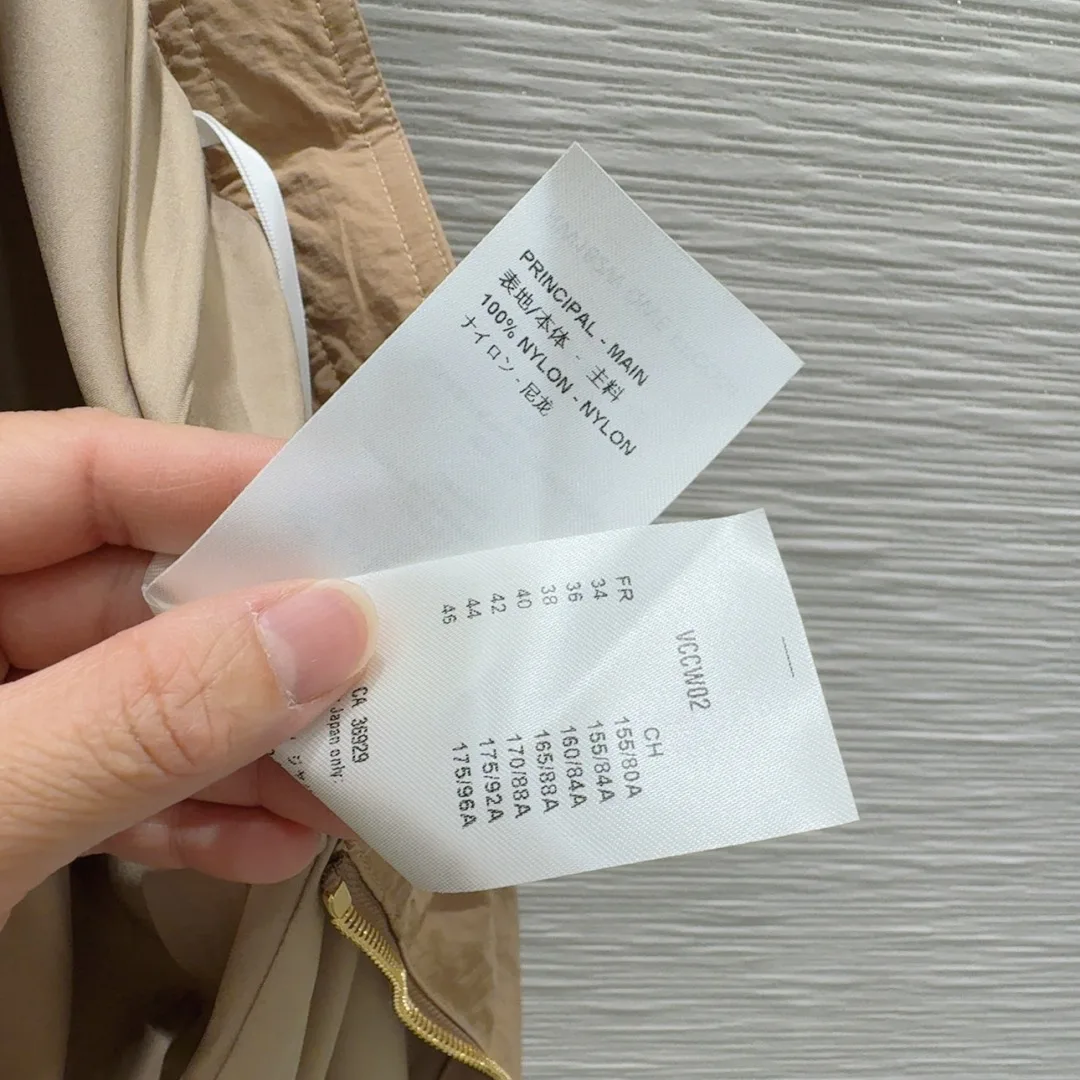 PRINCIPAL - MAIN
表地/本体 - 主料
100% NYLON - NYLON
ナイロン - 尼龙
VCCW02
FR CH
34 155/80A
36 155/84A
38 160/84A
40 165/88A
42 170/88A
44 175/92A
46 175/96A
CA 36929
Japan only: